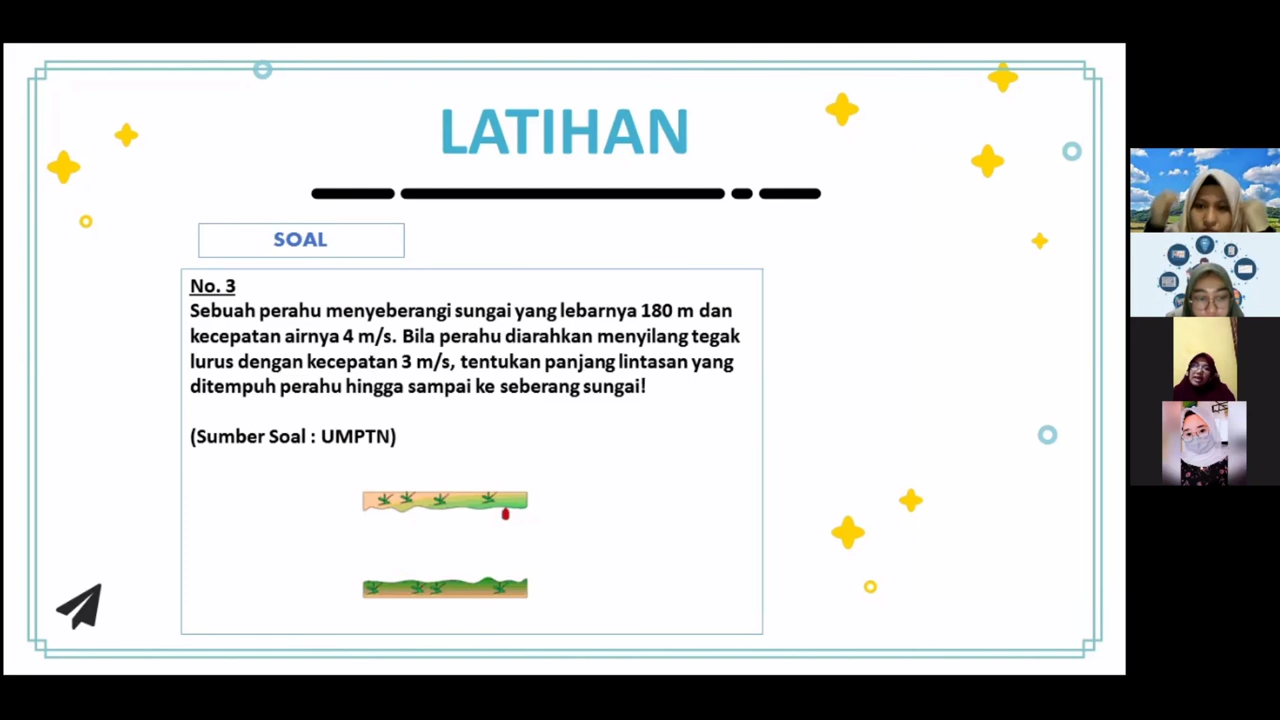 LATIHAN
SOAL
No. 3
Sebuah perahu menyeberangi sungai yang lebarnya 180 m dan
kecepatan airnya 4 m/s. Bila perahu diarahkan menyilang tegak
lurus dengan kecepatan 3 m/s, tentukan panjang lintasan yang
ditempuh perahu hingga sampai ke seberang sungai!
(Sumber Soal : UMPTN)